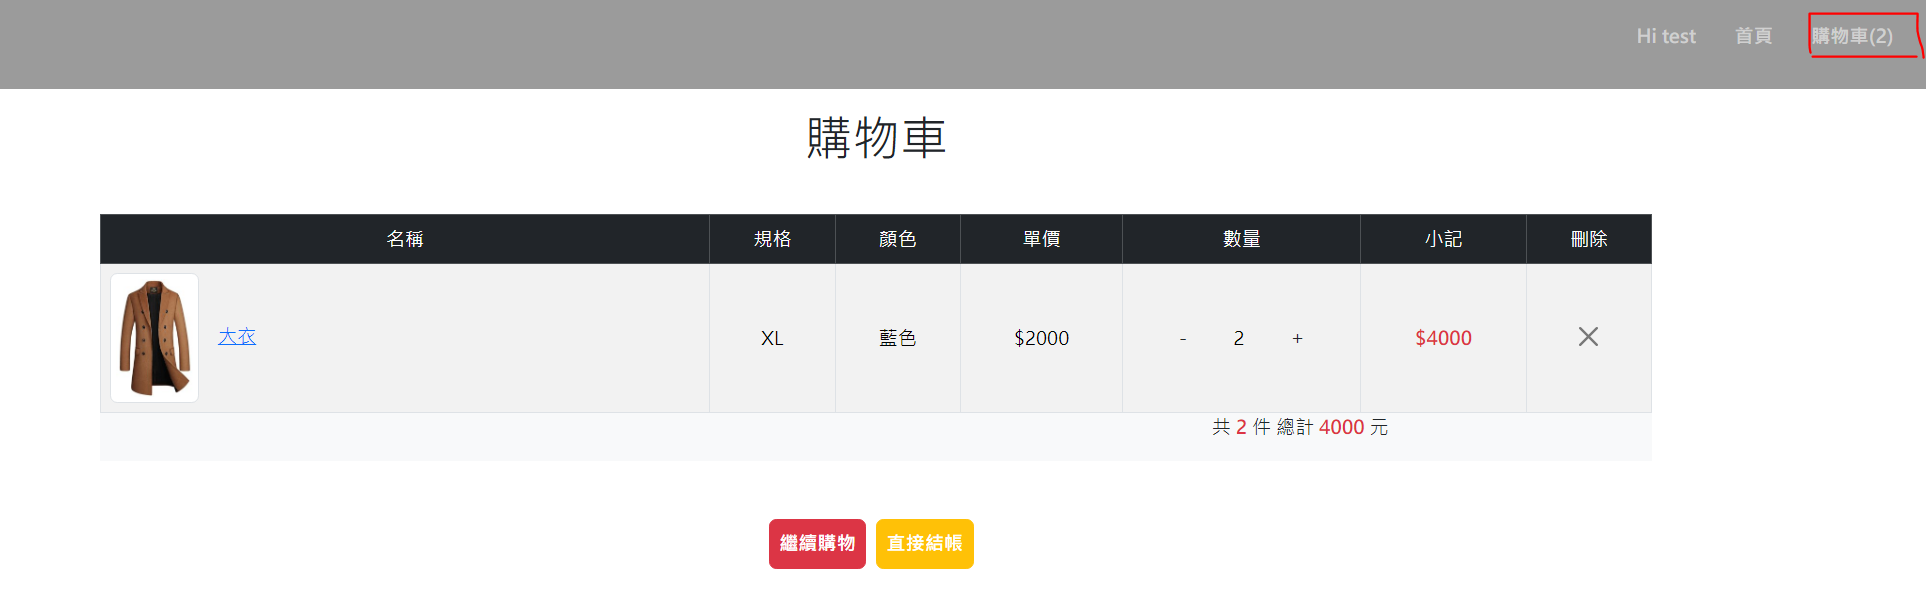 Hi test 首頁 購物車(2)
購物車
名稱 規格 顏色 單價 數量 小記 刪除
大衣 XL 藍色 $2000 - 2 + $4000
共 2 件 總計 4000 元
繼續購物 直接結帳